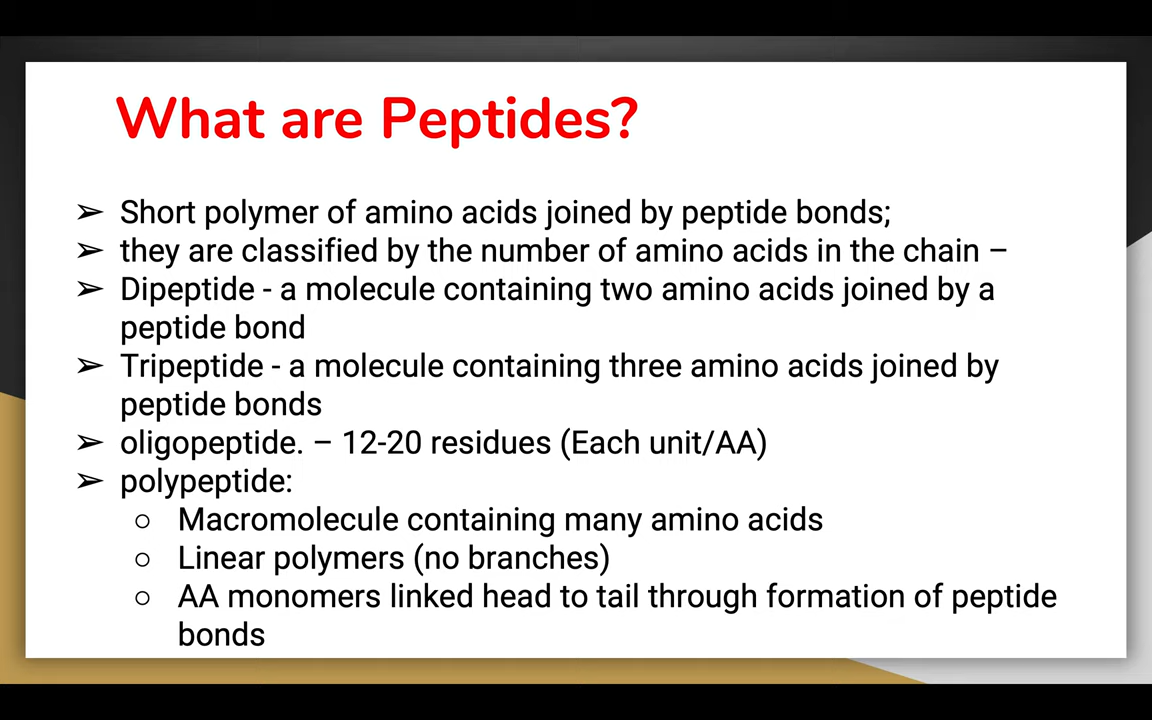 What are Peptides?
➢ Short polymer of amino acids joined by peptide bonds;
➢ they are classified by the number of amino acids in the chain –
➢ Dipeptide - a molecule containing two amino acids joined by a
peptide bond
➢ Tripeptide - a molecule containing three amino acids joined by
peptide bonds
➢ oligopeptide. – 12-20 residues (Each unit/AA)
➢ polypeptide:
○ Macromolecule containing many amino acids
○ Linear polymers (no branches)
○ AA monomers linked head to tail through formation of peptide
bonds